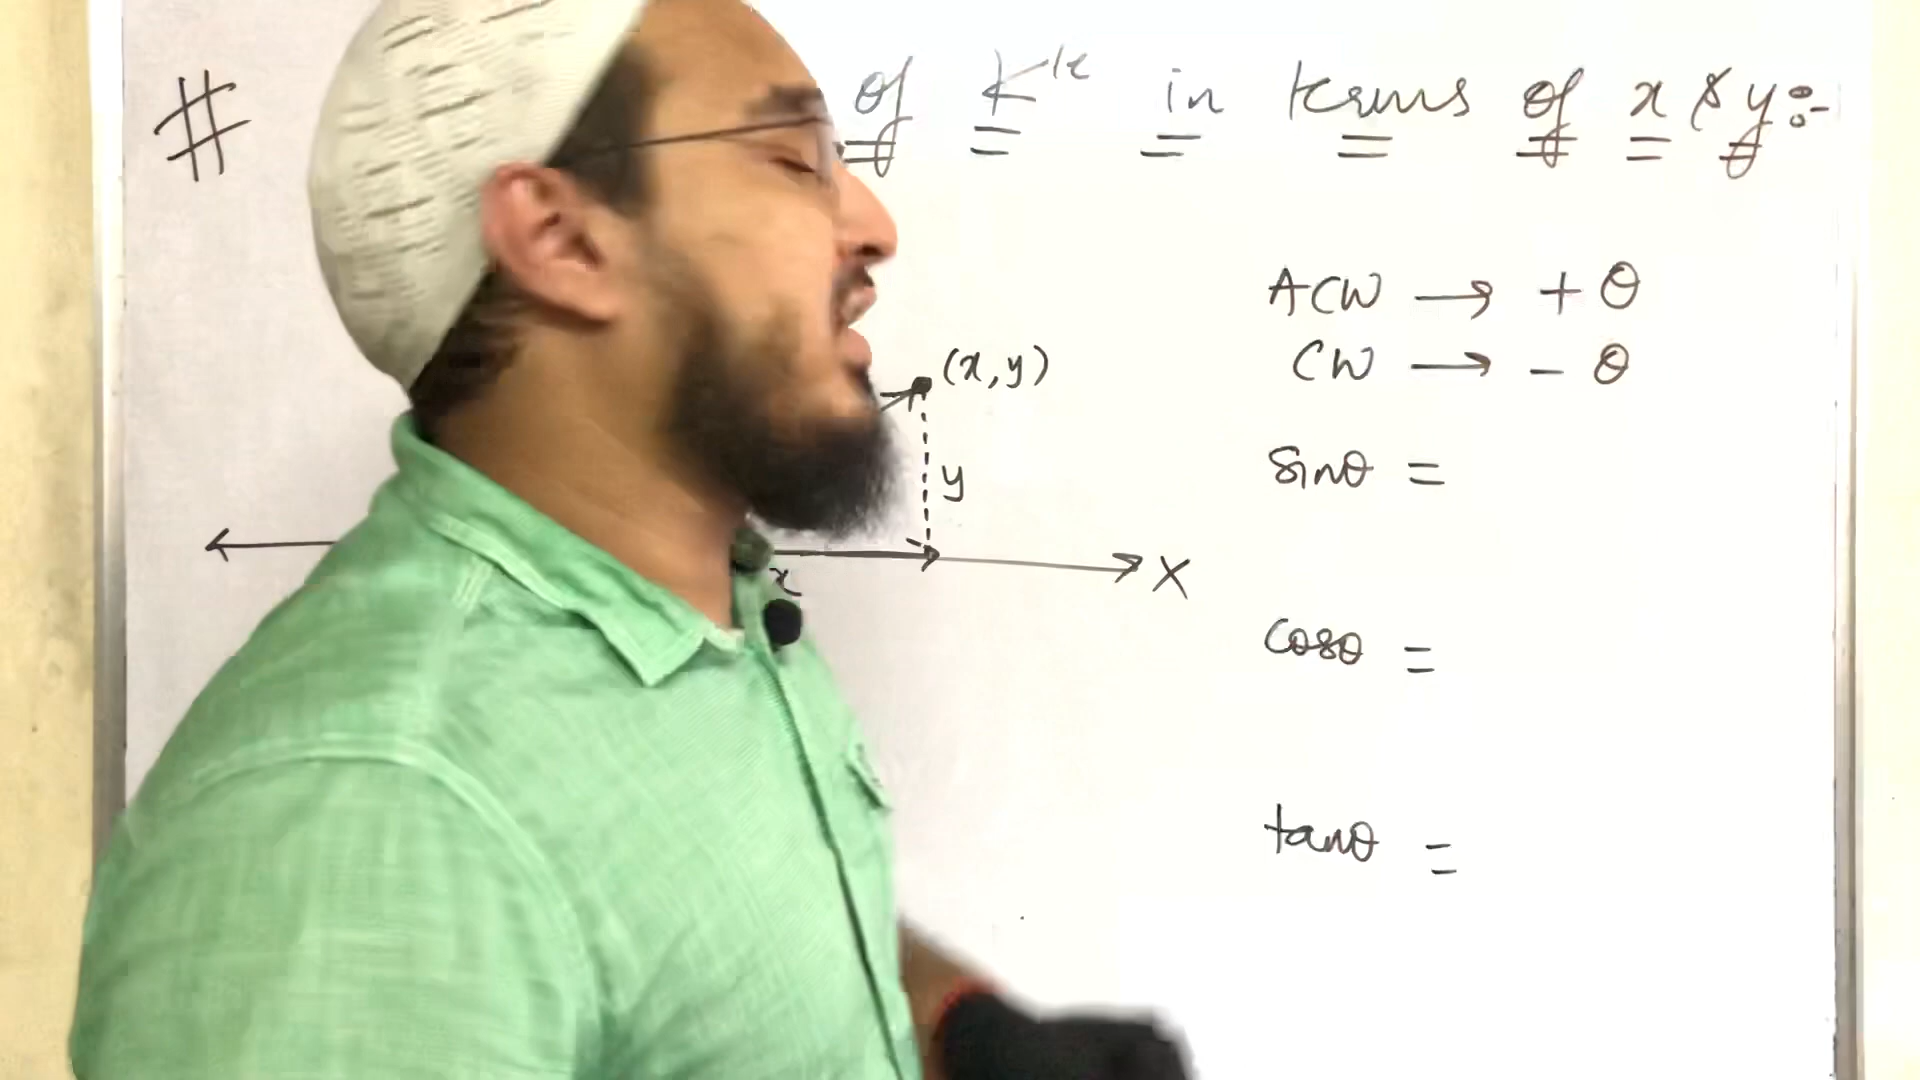 # of in terms of x & y :-
ACW → + θ
CW → - θ
(x, y)
sinθ =
y
X
x
cosθ =
tanθ =